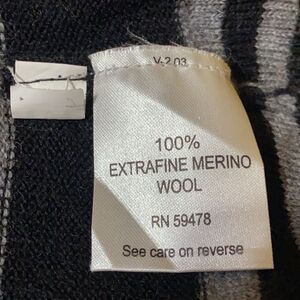 V-2 03
100%
EXTRAFINE MERINO
WOOL
RN 59478
See care on reverse